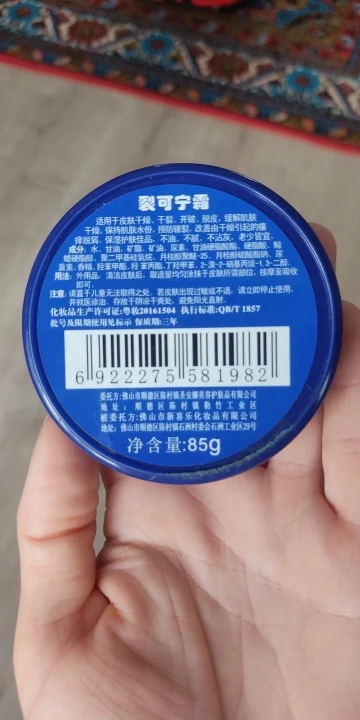 裂可宁霜
适用于皮肤干燥、干裂、开皲、脱皮、缓解肌肤
干燥，保持肌肤水份，预防皲裂，改善由干燥引起的瘙
痒脱屑。保湿护肤佳品，不油、不腻、不沾灰、老少皆宜。
成分：水、甘油、矿脂、矿油、尿素、甘油硬脂酸酯、硬脂酸、鲸
蜡硬脂醇、聚二甲基硅氧烷、月桂醇聚醚-25、月桂醇硫酸酯钠、尿
囊素、香精、羟苯甲酯、羟苯丙酯、丁羟甲苯、2-溴-2-硝基丙烷-1,3-二醇。
用法：外用。清洁皮肤后，取适量均匀涂抹于皮肤所需部位，按摩至吸收
即可。
注意：请置于儿童无法取得之处，若皮肤出现过敏或不适，请立即停止使用，
并就医诊治，存放于阴凉干爽处，避免阳光直射。
化妆品生产许可证:粤妆20161504 执行标准:QB/T 1857
批号及限期使用见标示 保质期:三年
6 922275 581982
委托方:佛山市顺德区陈村镇圣安娜美容护肤品有限公司
地 址:顺德区陈村镇勒竹工业区
被委托方:佛山市新喜乐化妆品有限公司
地址:佛山市顺德区陈村镇石洲村委会石洲工业区29号
净含量:85g